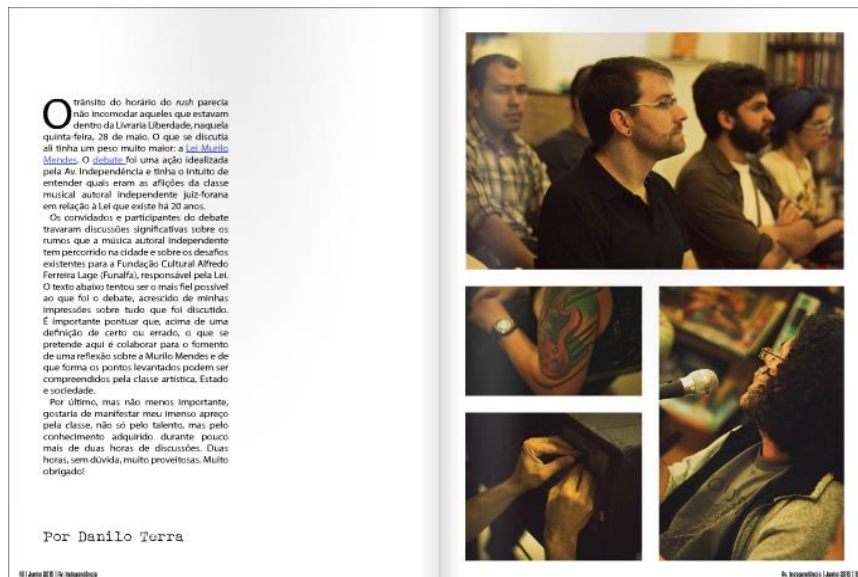 O trânsito do horário do rush parecia
não incomodar aqueles que estavam
dentro da Livraria Liberdade, naquela
quinta-feira, 28 de maio. O que se discutia
ali tinha um peso muito maior: a Lei Murilo
Mendes. O debate foi uma ação idealizada
pela Av. Independência e tinha o intuito de
entender quais eram as aflições da classe
musical autoral independente juiz-forana
em relação à Lei que existe há 20 anos.
Os convidados e participantes do debate
travaram discussões significativas sobre os
rumos que a música autoral independente
tem percorrido na cidade e sobre os desafios
existentes para a Fundação Cultural Alfredo
Ferreira Lage (Funalfa), responsável pela Lei.
O texto abaixo tentou ser o mais fiel possível
ao que foi o debate, acrescido de minhas
impressões sobre tudo que foi discutido.
É importante pontuar que, acima de uma
definição de certo ou errado, o que se
pretende aqui é colaborar para o fomento
de uma reflexão sobre a Murilo Mendes e de
que forma os pontos levantados podem ser
compreendidos pela classe artística, Estado
e sociedade.
Por último, mas não menos importante,
gostaria de manifestar meu imenso apreço
pela classe, não só pelo talento, mas pelo
conhecimento adquirido durante pouco
mais de duas horas de discussões. Duas
horas, sem dúvida, muito proveitosas. Muito
obrigado!
Por Danilo Terra
| Junho 2015 | Av. Independência
Av. Independência | Junho 2015 |